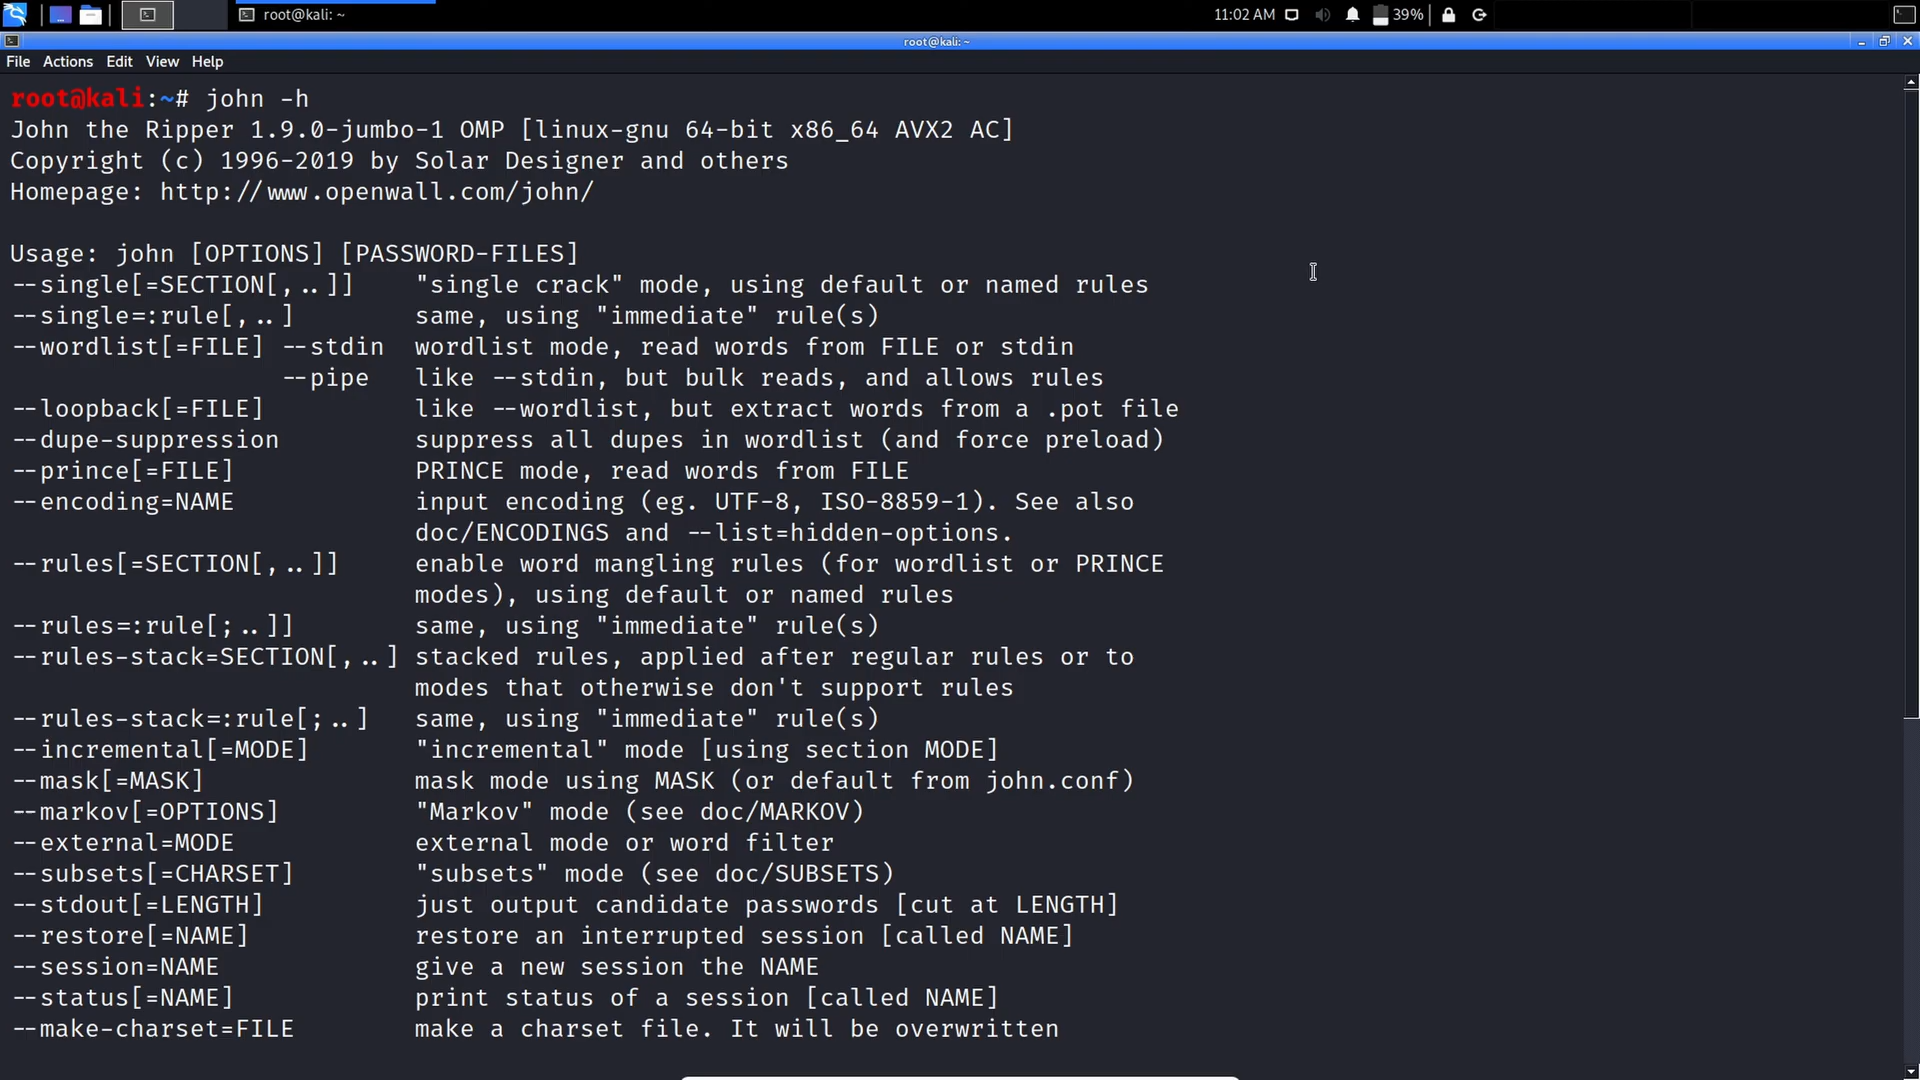 root@kali: ~
11:02 AM
39%
root@kali: ~
File Actions Edit View Help
root@kali:~# john -h
John the Ripper 1.9.0-jumbo-1 OMP [linux-gnu 64-bit x86_64 AVX2 AC]
Copyright (c) 1996-2019 by Solar Designer and others
Homepage: http://www.openwall.com/john/
Usage: john [OPTIONS] [PASSWORD-FILES]
--single[=SECTION[,..]] "single crack" mode, using default or named rules
--single=:rule[,..] same, using "immediate" rule(s)
--wordlist[=FILE] --stdin wordlist mode, read words from FILE or stdin
--pipe like --stdin, but bulk reads, and allows rules
--loopback[=FILE] like --wordlist, but extract words from a .pot file
--dupe-suppression suppress all dupes in wordlist (and force preload)
--prince[=FILE] PRINCE mode, read words from FILE
--encoding=NAME input encoding (eg. UTF-8, ISO-8859-1). See also
doc/ENCODINGS and --list=hidden-options.
--rules[=SECTION[,..]] enable word mangling rules (for wordlist or PRINCE
modes), using default or named rules
--rules=:rule[;..]] same, using "immediate" rule(s)
--rules-stack=SECTION[,..] stacked rules, applied after regular rules or to
modes that otherwise don't support rules
--rules-stack=:rule[;..] same, using "immediate" rule(s)
--incremental[=MODE] "incremental" mode [using section MODE]
--mask[=MASK] mask mode using MASK (or default from john.conf)
--markov[=OPTIONS] "Markov" mode (see doc/MARKOV)
--external=MODE external mode or word filter
--subsets[=CHARSET] "subsets" mode (see doc/SUBSETS)
--stdout[=LENGTH] just output candidate passwords [cut at LENGTH]
--restore[=NAME] restore an interrupted session [called NAME]
--session=NAME give a new session the NAME
--status[=NAME] print status of a session [called NAME]
--make-charset=FILE make a charset file. It will be overwritten